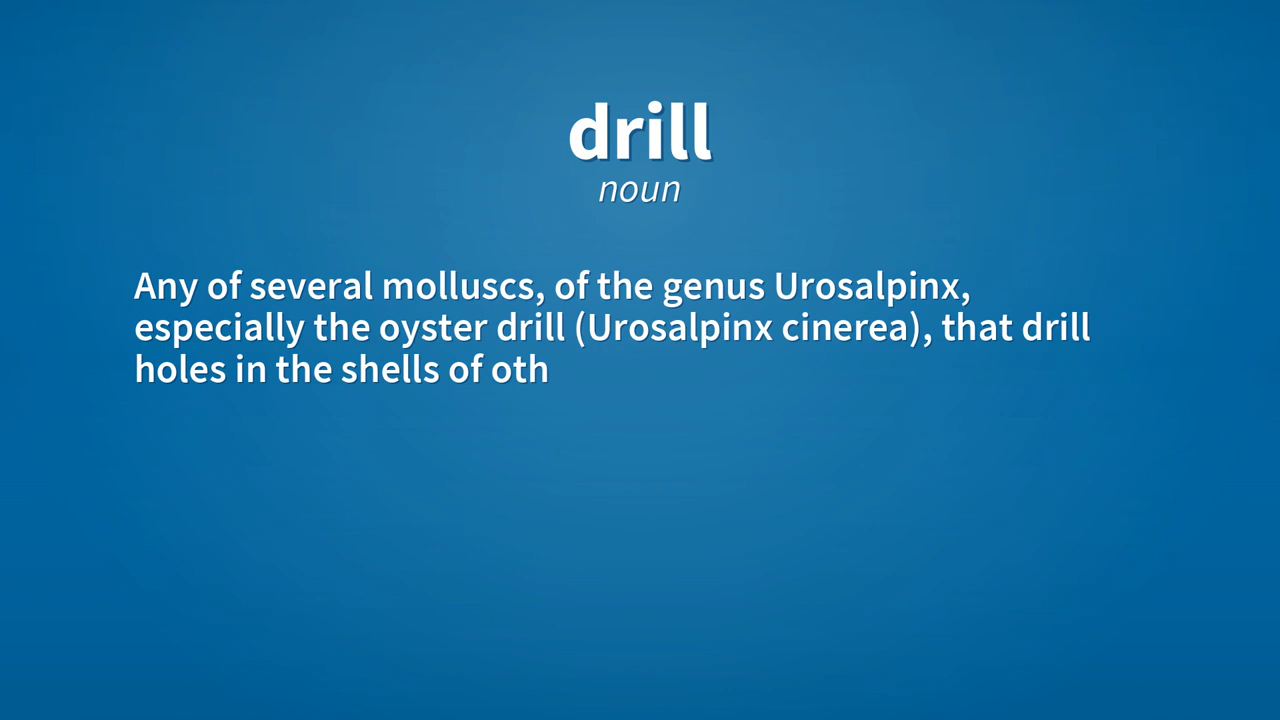 drill
noun
Any of several molluscs, of the genus Urosalpinx,
especially the oyster drill (Urosalpinx cinerea), that drill
holes in the shells of oth